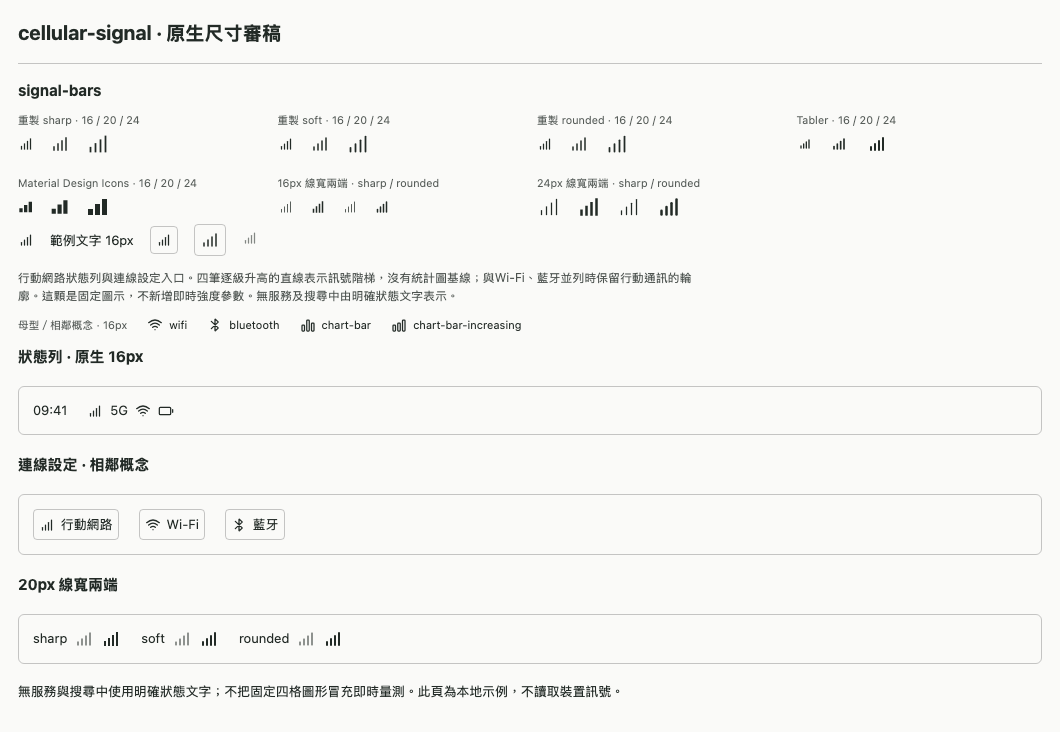 cellular-signal · 原生尺寸審稿
signal-bars
重製 sharp · 16 / 20 / 24
重製 soft · 16 / 20 / 24
重製 rounded · 16 / 20 / 24
Tabler · 16 / 20 / 24
Material Design Icons · 16 / 20 / 24
16px 線寬兩端 · sharp / rounded
24px 線寬兩端 · sharp / rounded
範例文字 16px
行動網路狀態列與連線設定入口。四筆逐級升高的直線表示訊號階梯，沒有統計圖基線；與Wi-Fi、藍牙並列時保留行動通訊的輪
廓。這顆是固定圖示，不新增即時強度參數。無服務及搜尋中由明確狀態文字表示。
母型 / 相鄰概念 · 16px wifi bluetooth chart-bar chart-bar-increasing
狀態列 · 原生 16px
09:41 5G
連線設定 · 相鄰概念
行動網路 Wi-Fi 藍牙
20px 線寬兩端
sharp soft rounded
無服務與搜尋中使用明確狀態文字；不把固定四格圖形冒充即時量測。此頁為本地示例，不讀取裝置訊號。